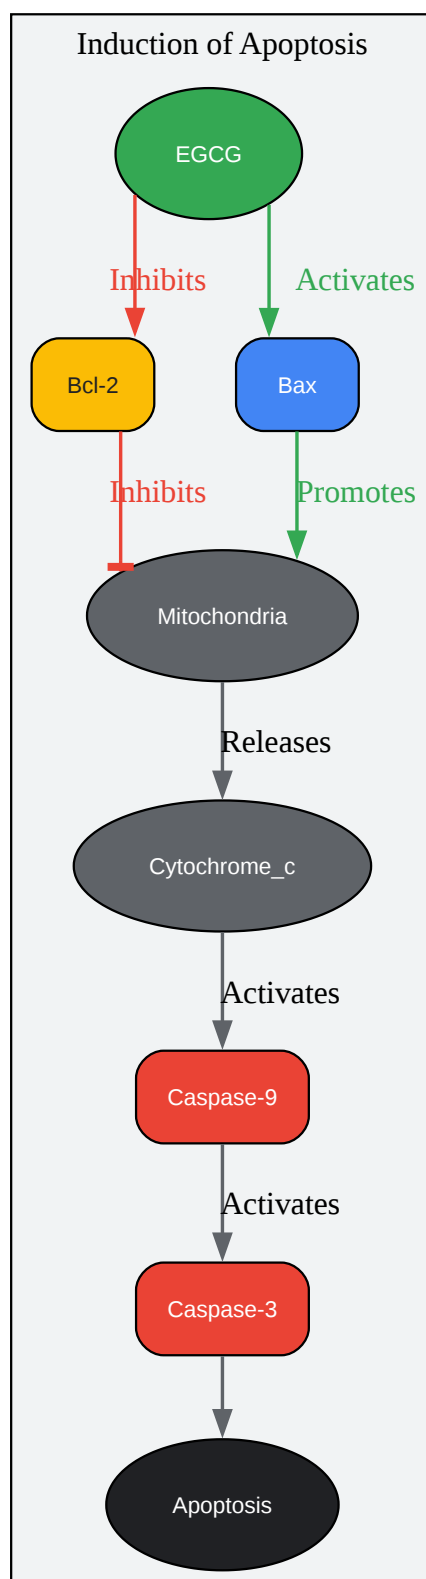 Induction of Apoptosis
EGCG
Inhibits
Activates
Bcl-2
Bax
Inhibits
Promotes
Mitochondria
Releases
Cytochrome_c
Activates
Caspase-9
Activates
Caspase-3
Apoptosis